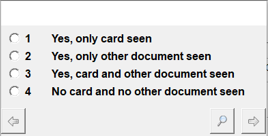 1 Yes, only card seen
2 Yes, only other document seen
3 Yes, card and other document seen
4 No card and no other document seen